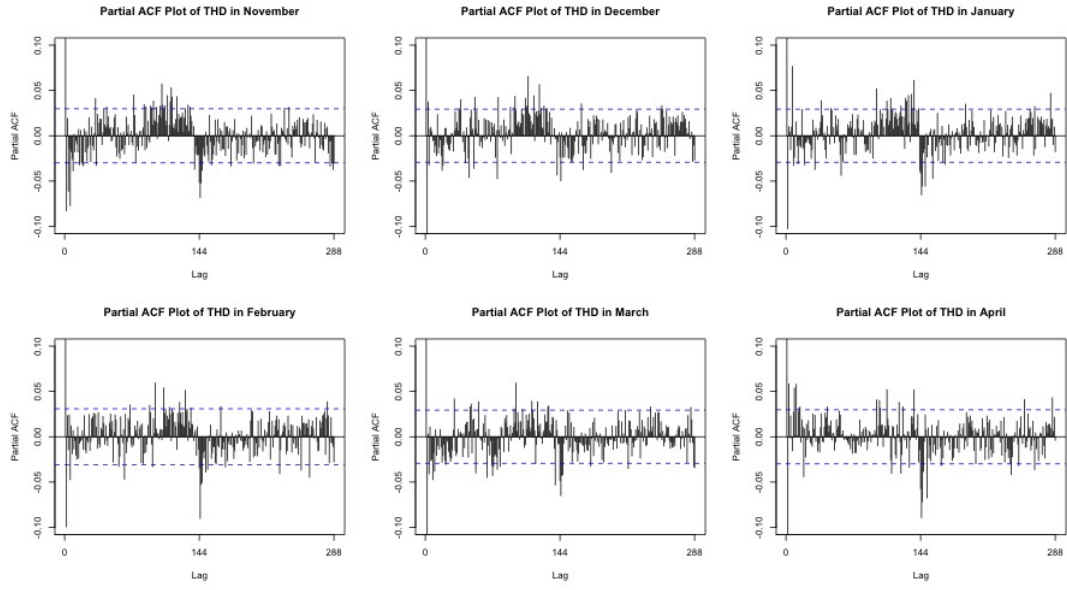 Partial ACF Plot of THD in November
Partial ACF
0.10
0.05
0.00
-0.05
-0.10
0
144
288
Lag
Partial ACF Plot of THD in December
Partial ACF
0.10
0.05
0.00
-0.05
-0.10
0
144
288
Lag
Partial ACF Plot of THD in January
Partial ACF
0.10
0.05
0.00
-0.05
-0.10
0
144
288
Lag
Partial ACF Plot of THD in February
Partial ACF
0.10
0.05
0.00
-0.05
-0.10
0
144
288
Lag
Partial ACF Plot of THD in March
Partial ACF
0.10
0.05
0.00
-0.05
-0.10
0
144
288
Lag
Partial ACF Plot of THD in April
Partial ACF
0.10
0.05
0.00
-0.05
-0.10
0
144
288
Lag